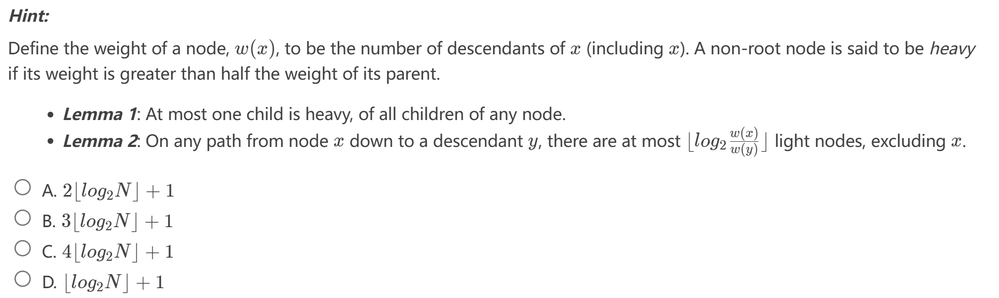 Hint:
Define the weight of a node, $w(x)$, to be the number of descendants of $x$ (including $x$). A non-root node is said to be heavy
if its weight is greater than half the weight of its parent.
• Lemma 1: At most one child is heavy, of all children of any node.
• Lemma 2: On any path from node $x$ down to a descendant $y$, there are at most $\lfloor log_2 \frac{w(x)}{w(y)} \rfloor$ light nodes, excluding $x$.
A. $2\lfloor log_2 N \rfloor + 1$
B. $3\lfloor log_2 N \rfloor + 1$
C. $4\lfloor log_2 N \rfloor + 1$
D. $\lfloor log_2 N \rfloor + 1$